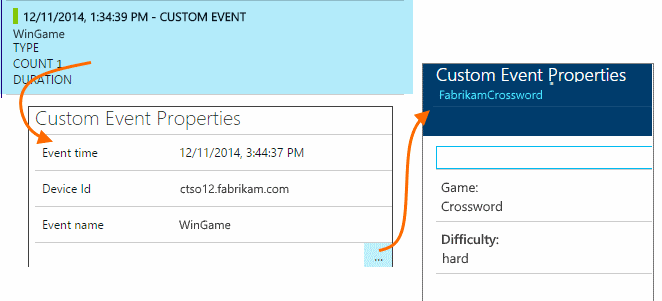 12/11/2014, 1:34:39 PM - CUSTOM EVENT
WinGame
TYPE
COUNT 1
DURATION
Custom Event Properties
Event time 12/11/2014, 3:44:37 PM
Device Id ctso12.fabrikam.com
Event name WinGame
...
Custom Event Properties
FabrikamCrossword
Game:
Crossword
Difficulty:
hard